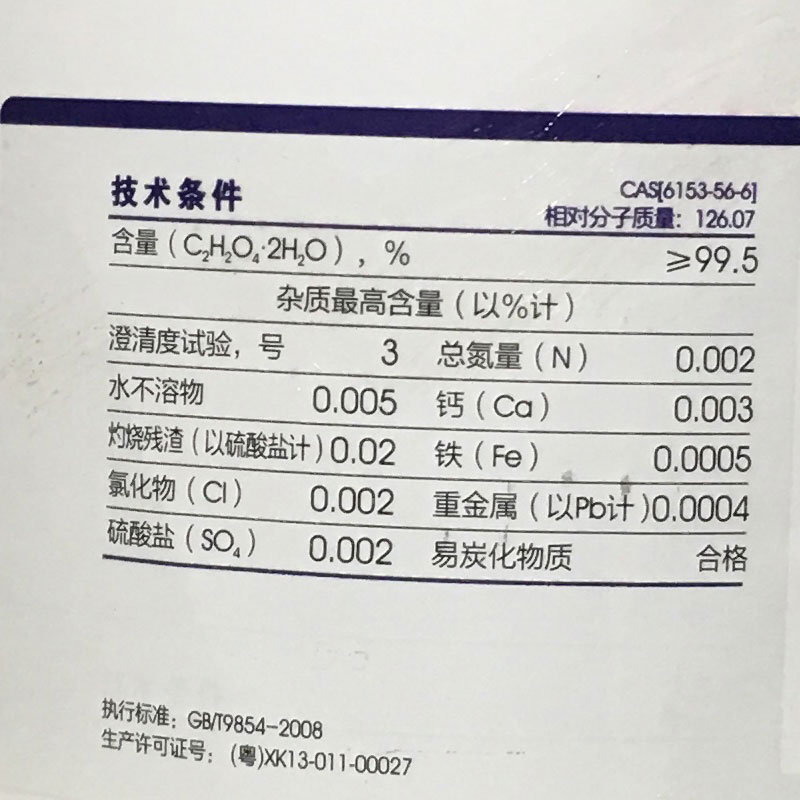 技术条件
CAS[6153-56-6]
相对分子质量：126.07
含量（C₂H₂O₄·2H₂O），% ≥99.5
杂质最高含量（以%计）
澄清度试验，号 3 总氮量（N） 0.002
水不溶物 0.005 钙（Ca） 0.003
灼烧残渣（以硫酸盐计）0.02 铁（Fe） 0.0005
氯化物（Cl） 0.002 重金属（以Pb计）0.0004
硫酸盐（SO₄） 0.002 易炭化物质 合格
执行标准：GB/T9854-2008
生产许可证号：(粤)XK13-011-00027